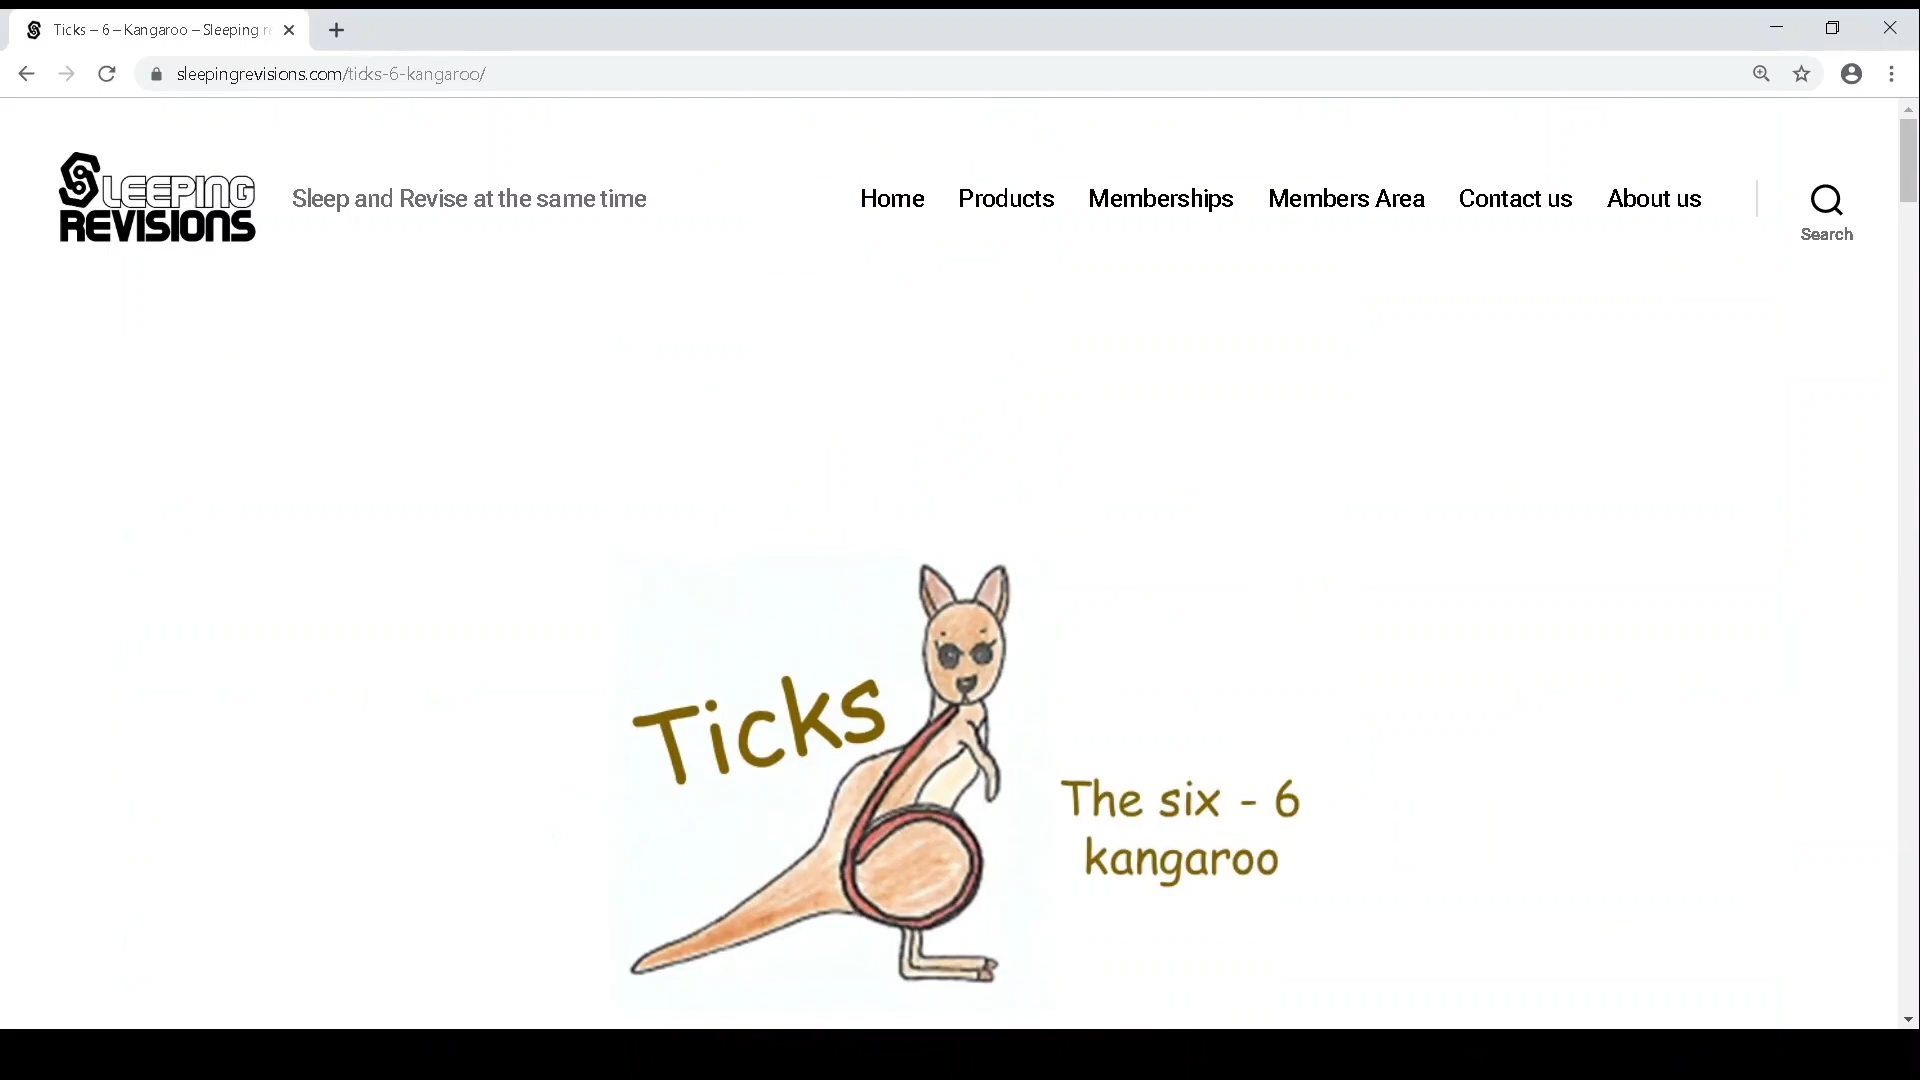 Ticks – 6 – Kangaroo – Sleeping r
sleepingrevisions.com/ticks-6-kangaroo/
SLEEPING
REVISIONS
Sleep and Revise at the same time
Home Products Memberships Members Area Contact us About us
Search
Ticks
The six - 6
kangaroo